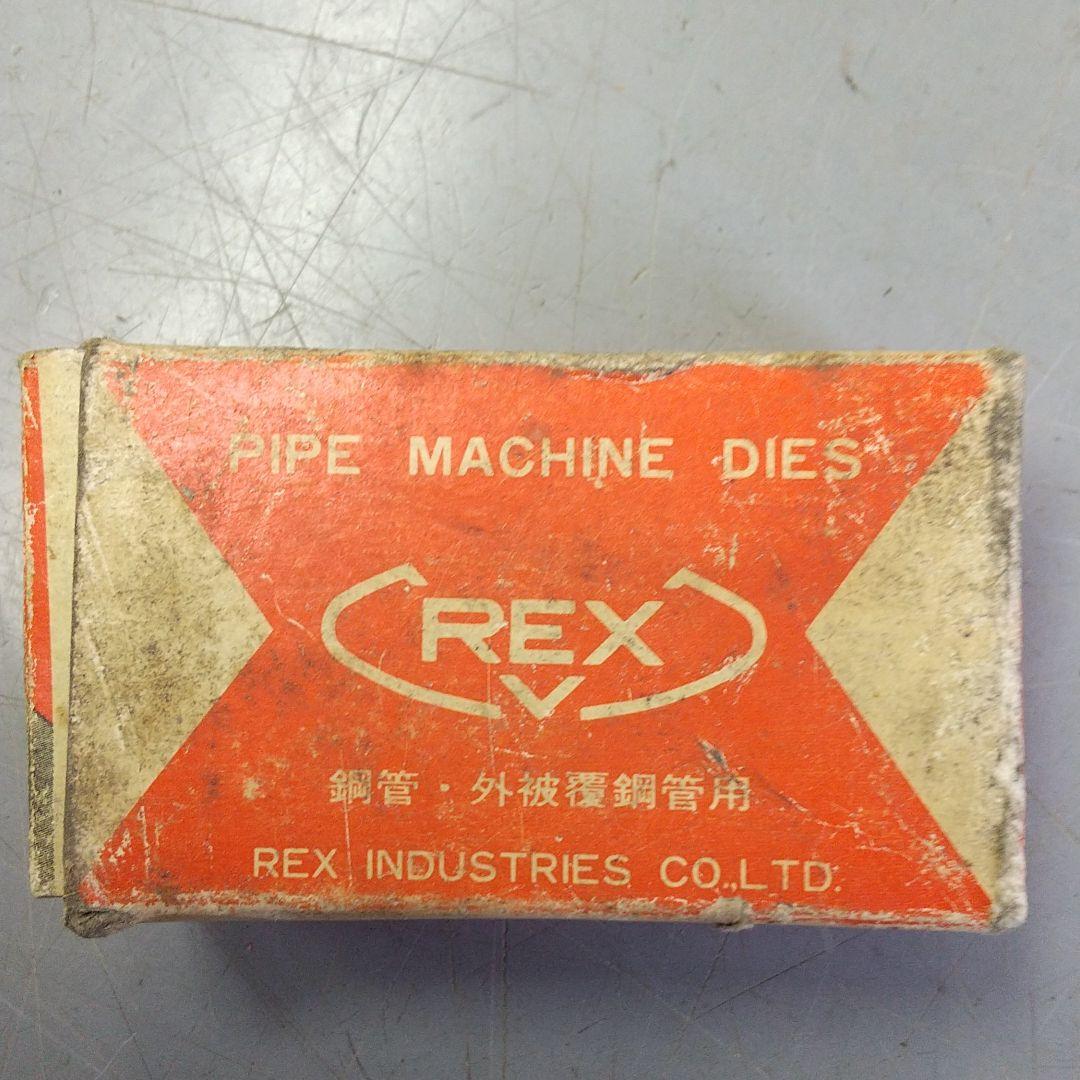 PIPE MACHINE DIES
REX
鋼管・外被覆鋼管用
REX INDUSTRIES CO.,LTD.